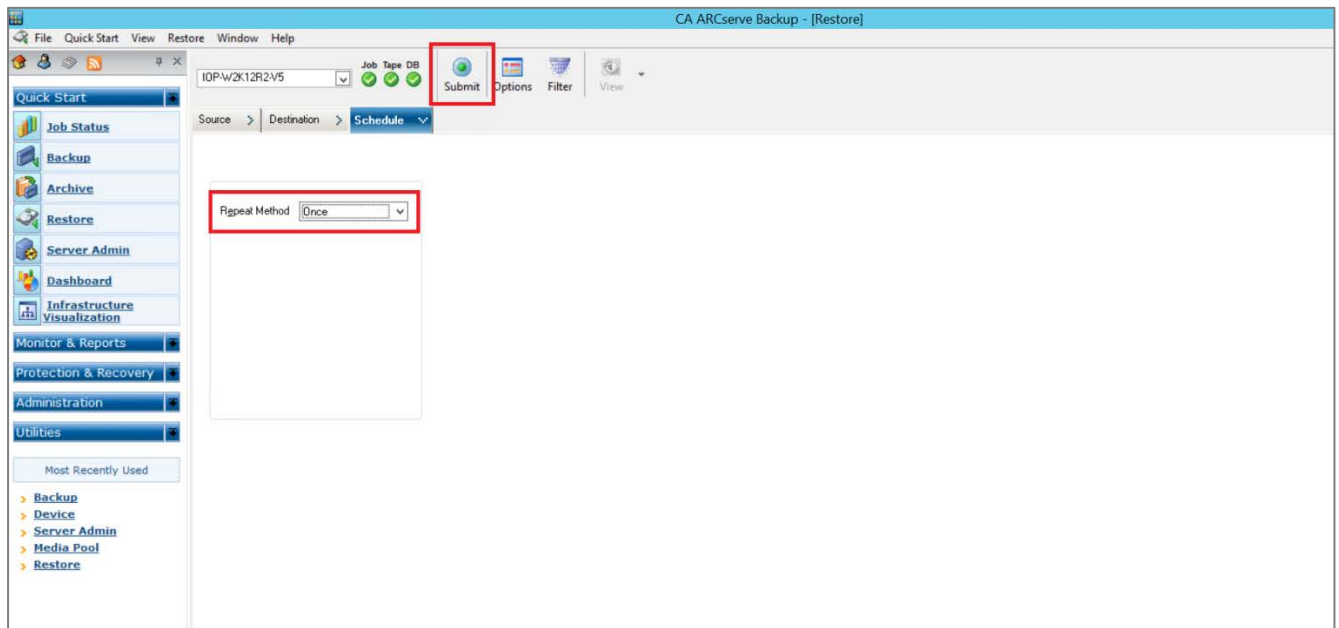 CA ARCserve Backup - [Restore]
File Quick Start View Restore Window Help
Job Tape DB
IOP-W2K12R2-V5
Submit Options Filter View
Quick Start
Source > Destination > Schedule
Job Status
Backup
Archive
Restore
Server Admin
Dashboard
Infrastructure
Visualization
Repeat Method Once
Monitor & Reports
Protection & Recovery
Administration
Utilities
Most Recently Used
> Backup
> Device
> Server Admin
> Media Pool
> Restore